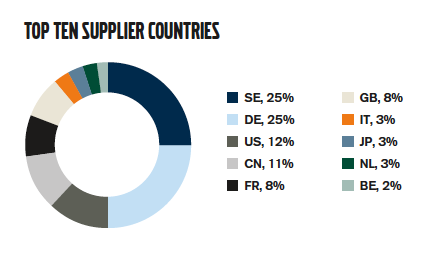 TOP TEN SUPPLIER COUNTRIES
SE, 25%
DE, 25%
US, 12%
CN, 11%
FR, 8%
GB, 8%
IT, 3%
JP, 3%
NL, 3%
BE, 2%